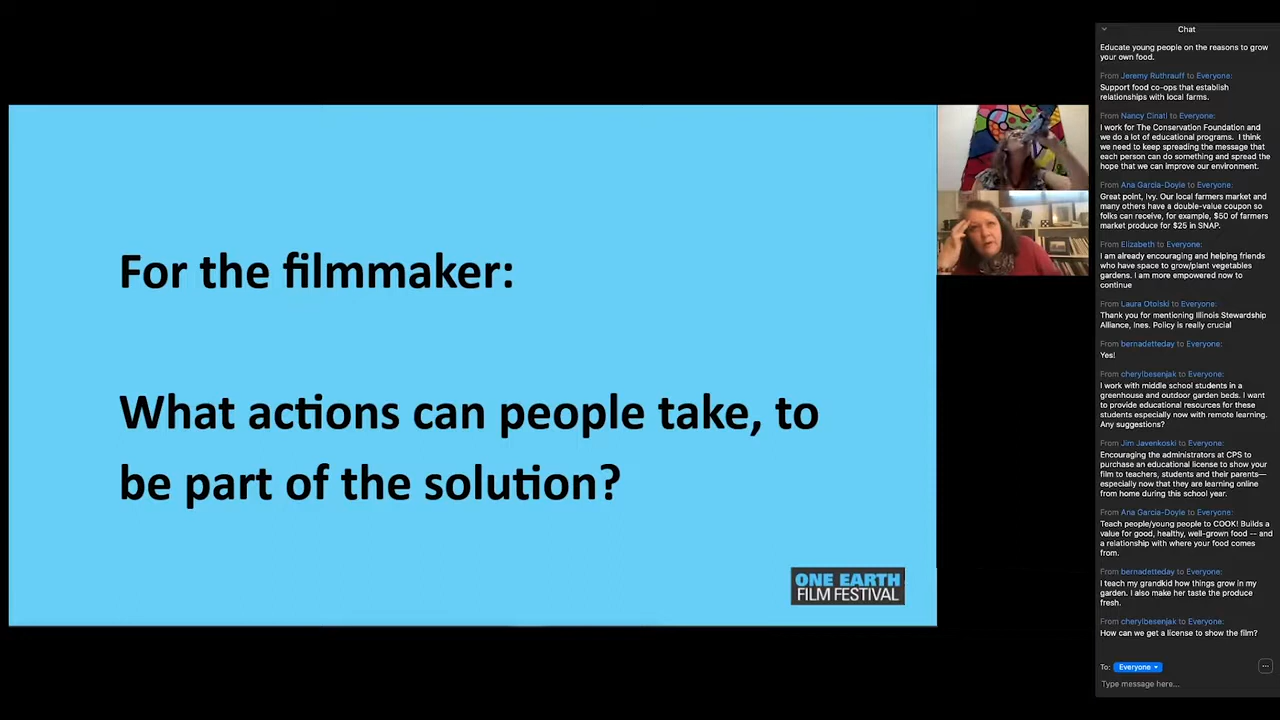 For the filmmaker:
What actions can people take, to
be part of the solution?
ONE EARTH
FILM FESTIVAL
Chat
Educate young people on the reasons to grow
your own food.
From Jeremy Ruthrauff to Everyone:
Support food co-ops that establish
relationships with local farms.
From Nancy Cinati to Everyone:
I work for The Conservation Foundation and
we do a lot of educational programs. I think
we need to keep spreading the message that
each person can do something and spread the
hope that we can improve our environment.
From Ana Garcia-Doyle to Everyone:
Great point, Ivy. Our local farmers market and
many others have a double-value coupon so
folks can receive, for example, $50 of farmers
market produce for $25 in SNAP.
From Elizabeth to Everyone:
I am already encouraging and helping friends
who have space to grow/plant vegetables
gardens. I am more empowered now to
continue
From Laura Otolski to Everyone:
Thank you for mentioning Illinois Stewardship
Alliance, Ines. Policy is really crucial
From bernadetteday to Everyone:
Yes!
From cherylbesenjak to Everyone:
I work with middle school students in a
greenhouse and outdoor garden beds. I want
to provide educational resources for these
students especially now with remote learning.
Any suggestions?
From Jim Javenkoski to Everyone:
Encouraging the administrators at CPS to
purchase an educational license to show your
film to teachers, students and their parents—
especially now that they are learning online
from home during this school year.
From Ana Garcia-Doyle to Everyone:
Teach people/young people to COOK! Builds a
value for good, healthy, well-grown food -- and
a relationship with where your food comes
from.
From bernadetteday to Everyone:
I teach my grandkid how things grow in my
garden. I also make her taste the produce
fresh.
From cherylbesenjak to Everyone:
How can we get a license to show the film?
To: Everyone
Type message here...